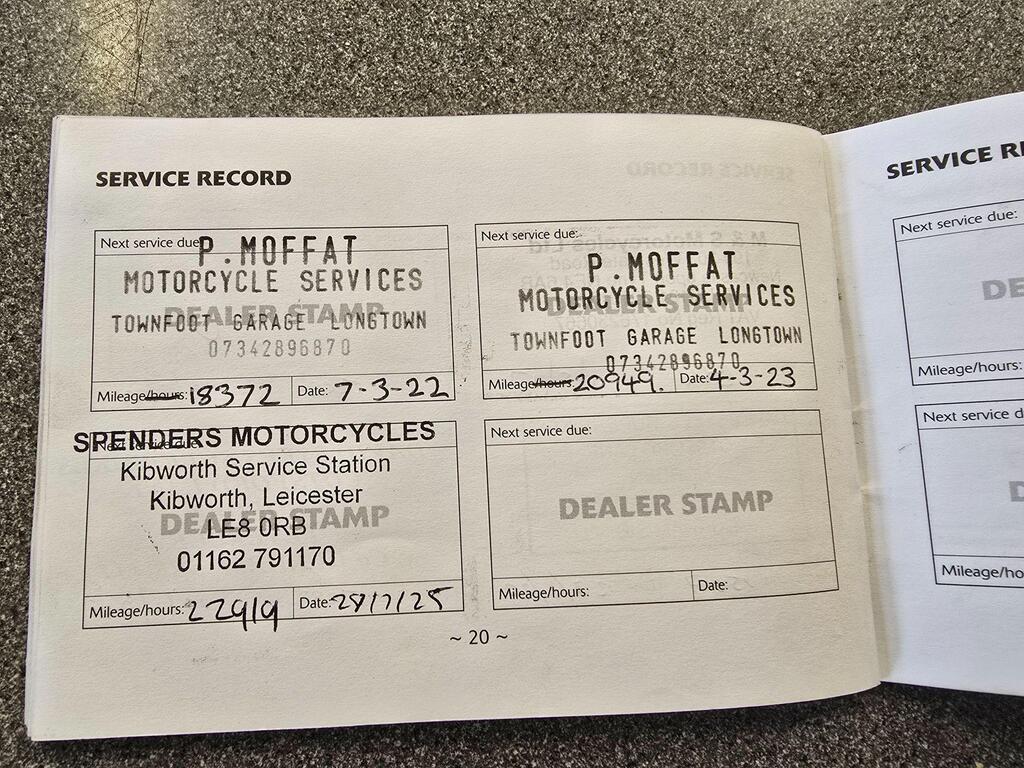 SERVICE RECORD
Next service due:
P.MOFFAT
MOTORCYCLE SERVICES
DEALER STAMP
TOWNFOOT GARAGE LONGTOWN
07342896870
Mileage/hours: 18372 Date: 7-3-22
Next service due:
P.MOFFAT
MOTORCYCLE SERVICES
DEALER STAMP
TOWNFOOT GARAGE LONGTOWN
07342896870
Mileage/hours: 20949. Date: 4-3-23
SPENDERS MOTORCYCLES
Next service due:
Kibworth Service Station
Kibworth, Leicester
DEALER STAMP
LE8 0RB
01162 791170
Mileage/hours: 22919 Date: 28/7/25
Next service due:
DEALER STAMP
Mileage/hours: Date:
~ 20 ~
SERVICE R
Next service due:
DE
Mileage/hours:
Next service d
D
Mileage/ho